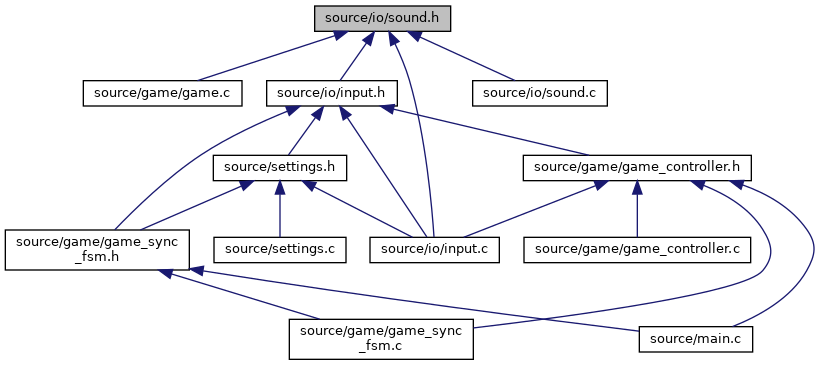 source/io/sound.h
source/game/game.c
source/io/input.h
source/io/sound.c
source/settings.h
source/game/game_controller.h
source/game/game_sync
_fsm.h
source/settings.c
source/io/input.c
source/game/game_controller.c
source/game/game_sync
_fsm.c
source/main.c